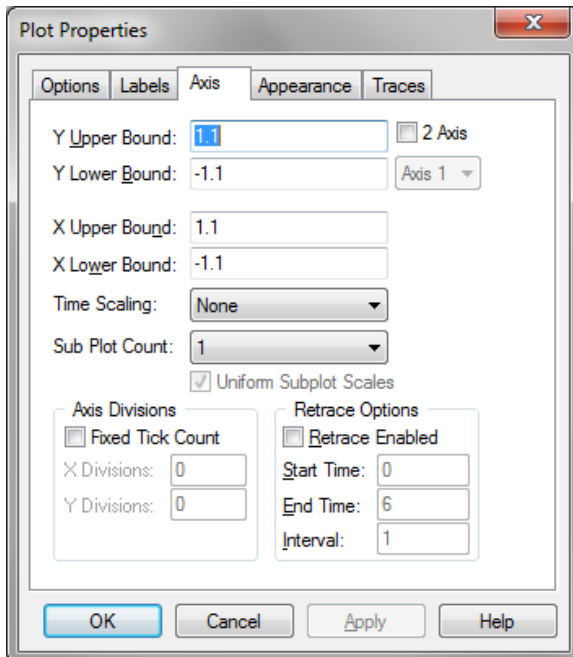 Plot Properties
Options Labels Axis Appearance Traces
Y Upper Bound: 1.1 2 Axis
Y Lower Bound: -1.1 Axis 1
X Upper Bound: 1.1
X Lower Bound: -1.1
Time Scaling: None
Sub Plot Count: 1
Uniform Subplot Scales
Axis Divisions
Fixed Tick Count
X Divisions: 0
Y Divisions: 0
Retrace Options
Retrace Enabled
Start Time: 0
End Time: 6
Interval: 1
OK Cancel Apply Help